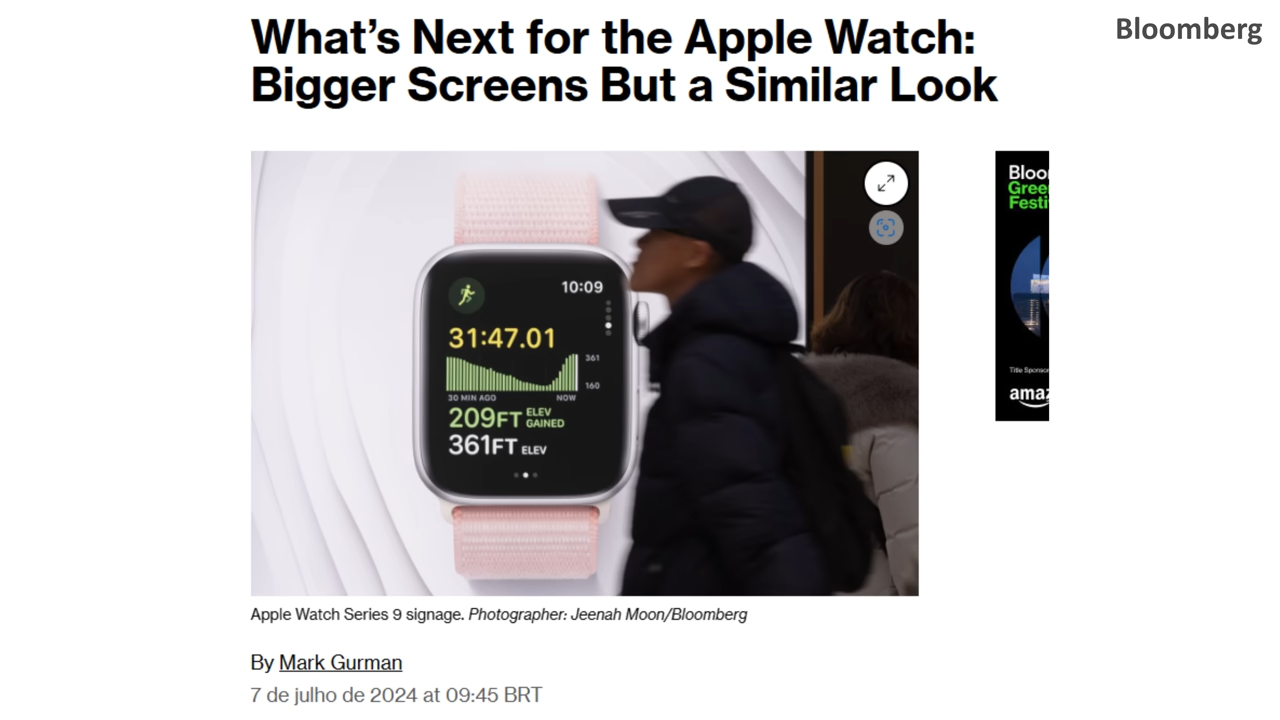 What's Next for the Apple Watch:
Bigger Screens But a Similar Look
Bloomberg
10:09
31:47.01
361
160
30 MIN AGO NOW
209FT ELEV GAINED
361FT ELEV
Title Sponsor
Apple Watch Series 9 signage. Photographer: Jeenah Moon/Bloomberg
By Mark Gurman
7 de julho de 2024 at 09:45 BRT